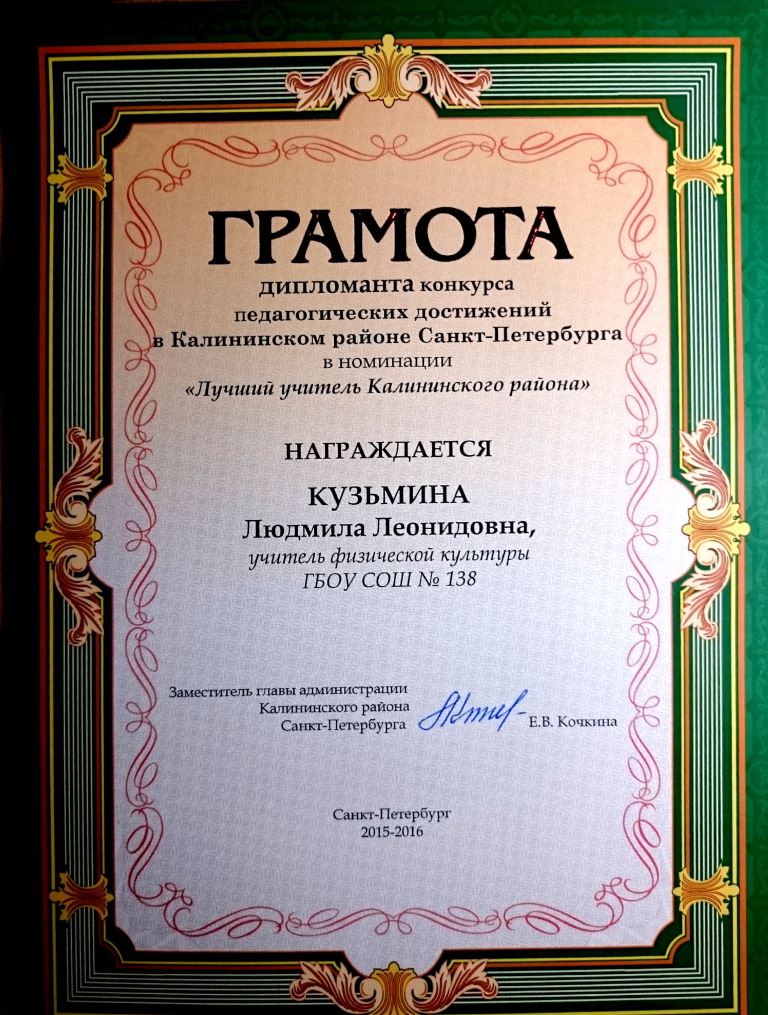 ГРАМОТА
дипломанта конкурса
педагогических достижений
в Калининском районе Санкт-Петербурга
в номинации
«Лучший учитель Калининского района»
НАГРАЖДАЕТСЯ
КУЗЬМИНА
Людмила Леонидовна,
учитель физической культуры
ГБОУ СОШ № 138
Заместитель главы администрации
Калининского района
Санкт-Петербурга
Е.В. Кочкина
Санкт-Петербург
2015-2016